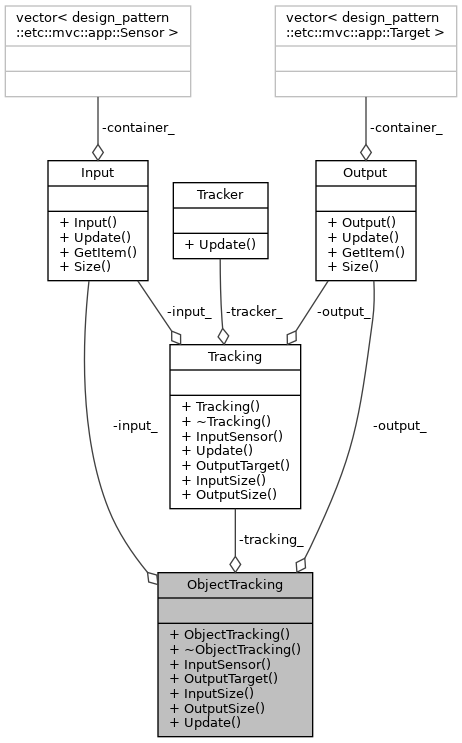 vector< design_pattern
::etc::mvc::app::Sensor >
vector< design_pattern
::etc::mvc::app::Target >
-container_
-container_
Input
+ Input()
+ Update()
+ GetItem()
+ Size()
Tracker
+ Update()
Output
+ Output()
+ Update()
+ GetItem()
+ Size()
-input_
-tracker_
-output_
Tracking
+ Tracking()
+ ~Tracking()
+ InputSensor()
+ Update()
+ OutputTarget()
+ InputSize()
+ OutputSize()
-input_
-output_
-tracking_
ObjectTracking
+ ObjectTracking()
+ ~ObjectTracking()
+ InputSensor()
+ OutputTarget()
+ InputSize()
+ OutputSize()
+ Update()